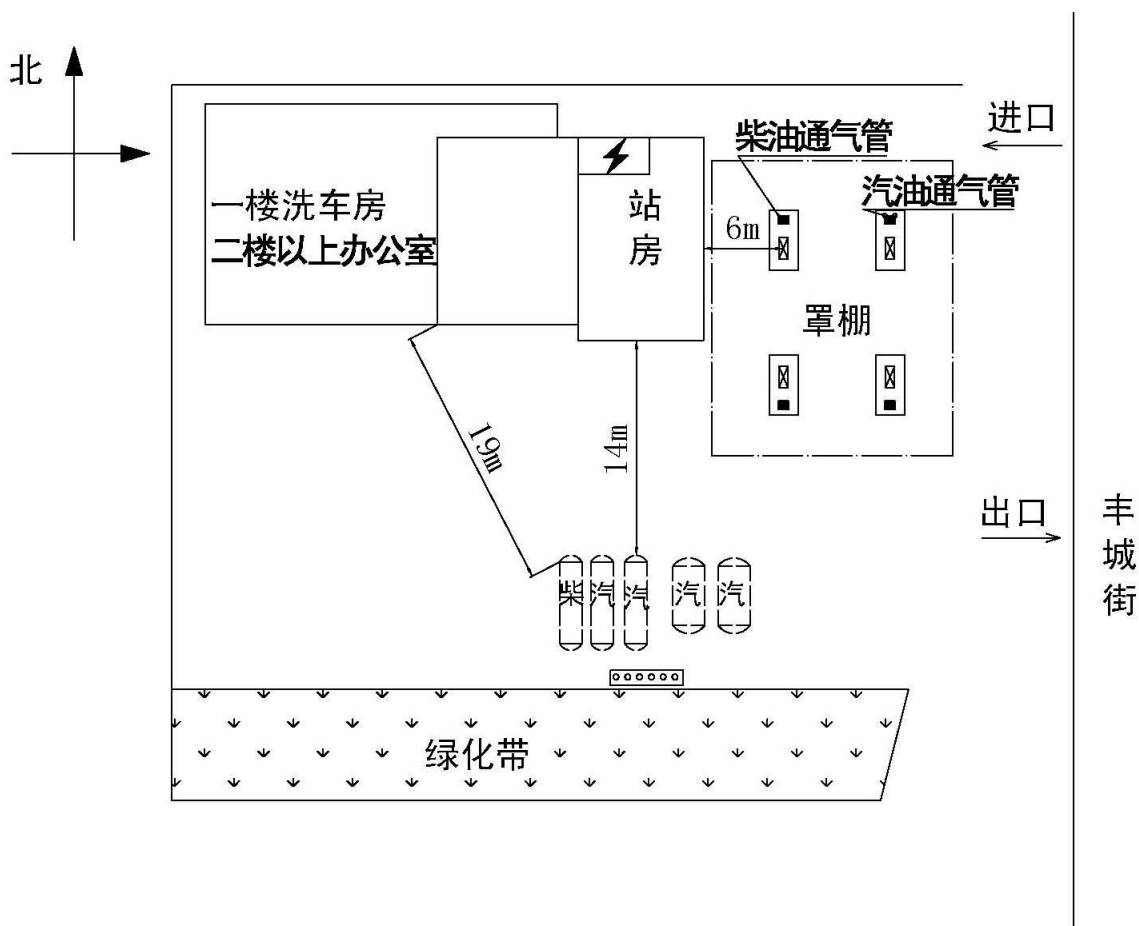 北
进口
柴油通气管
汽油通气管
一楼洗车房
二楼以上办公室
站房
6m
罩棚
19m
14m
出口
丰城街
柴
汽
汽
汽
汽
绿化带